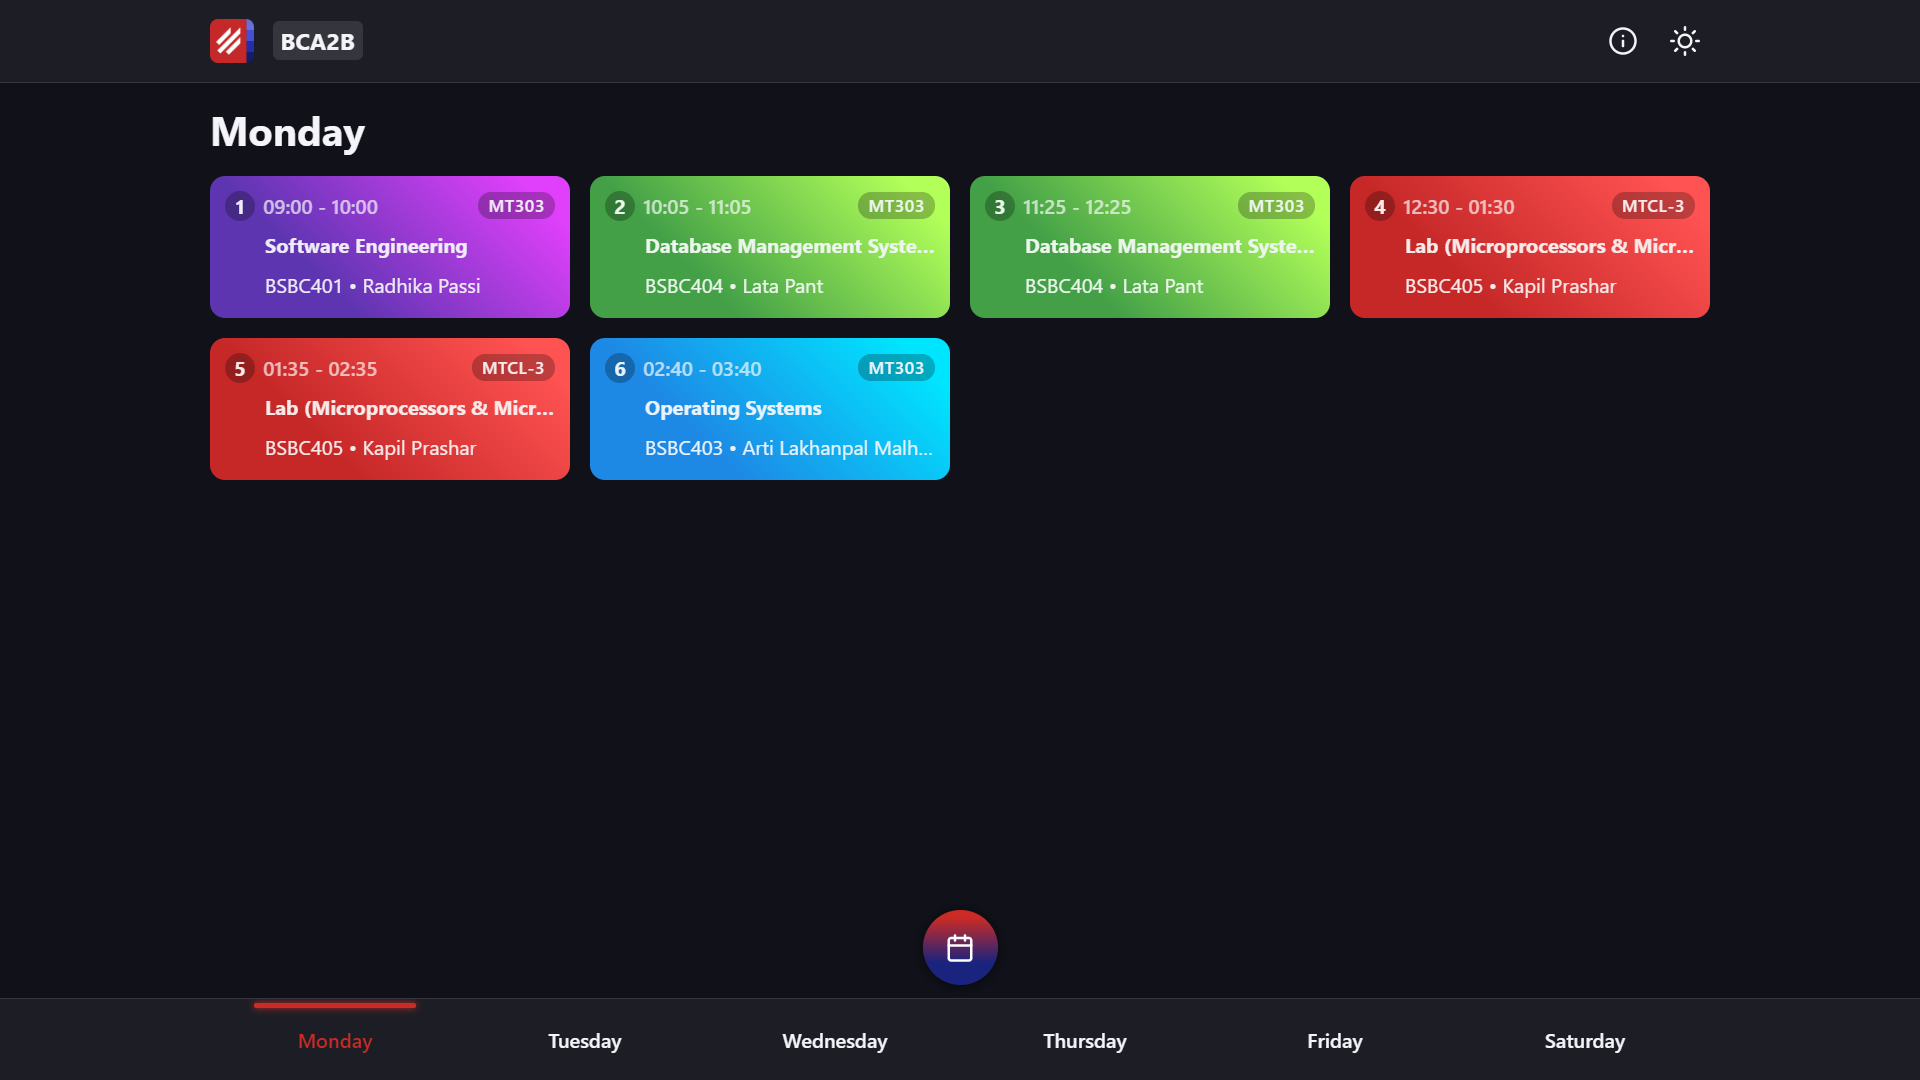 BCA2B
Monday
1 09:00 - 10:00 MT303
Software Engineering
BSBC401 • Radhika Passi
2 10:05 - 11:05 MT303
Database Management Syste...
BSBC404 • Lata Pant
3 11:25 - 12:25 MT303
Database Management Syste...
BSBC404 • Lata Pant
4 12:30 - 01:30 MTCL-3
Lab (Microprocessors & Micr...
BSBC405 • Kapil Prashar
5 01:35 - 02:35 MTCL-3
Lab (Microprocessors & Micr...
BSBC405 • Kapil Prashar
6 02:40 - 03:40 MT303
Operating Systems
BSBC403 • Arti Lakhanpal Malh...
Monday Tuesday Wednesday Thursday Friday Saturday